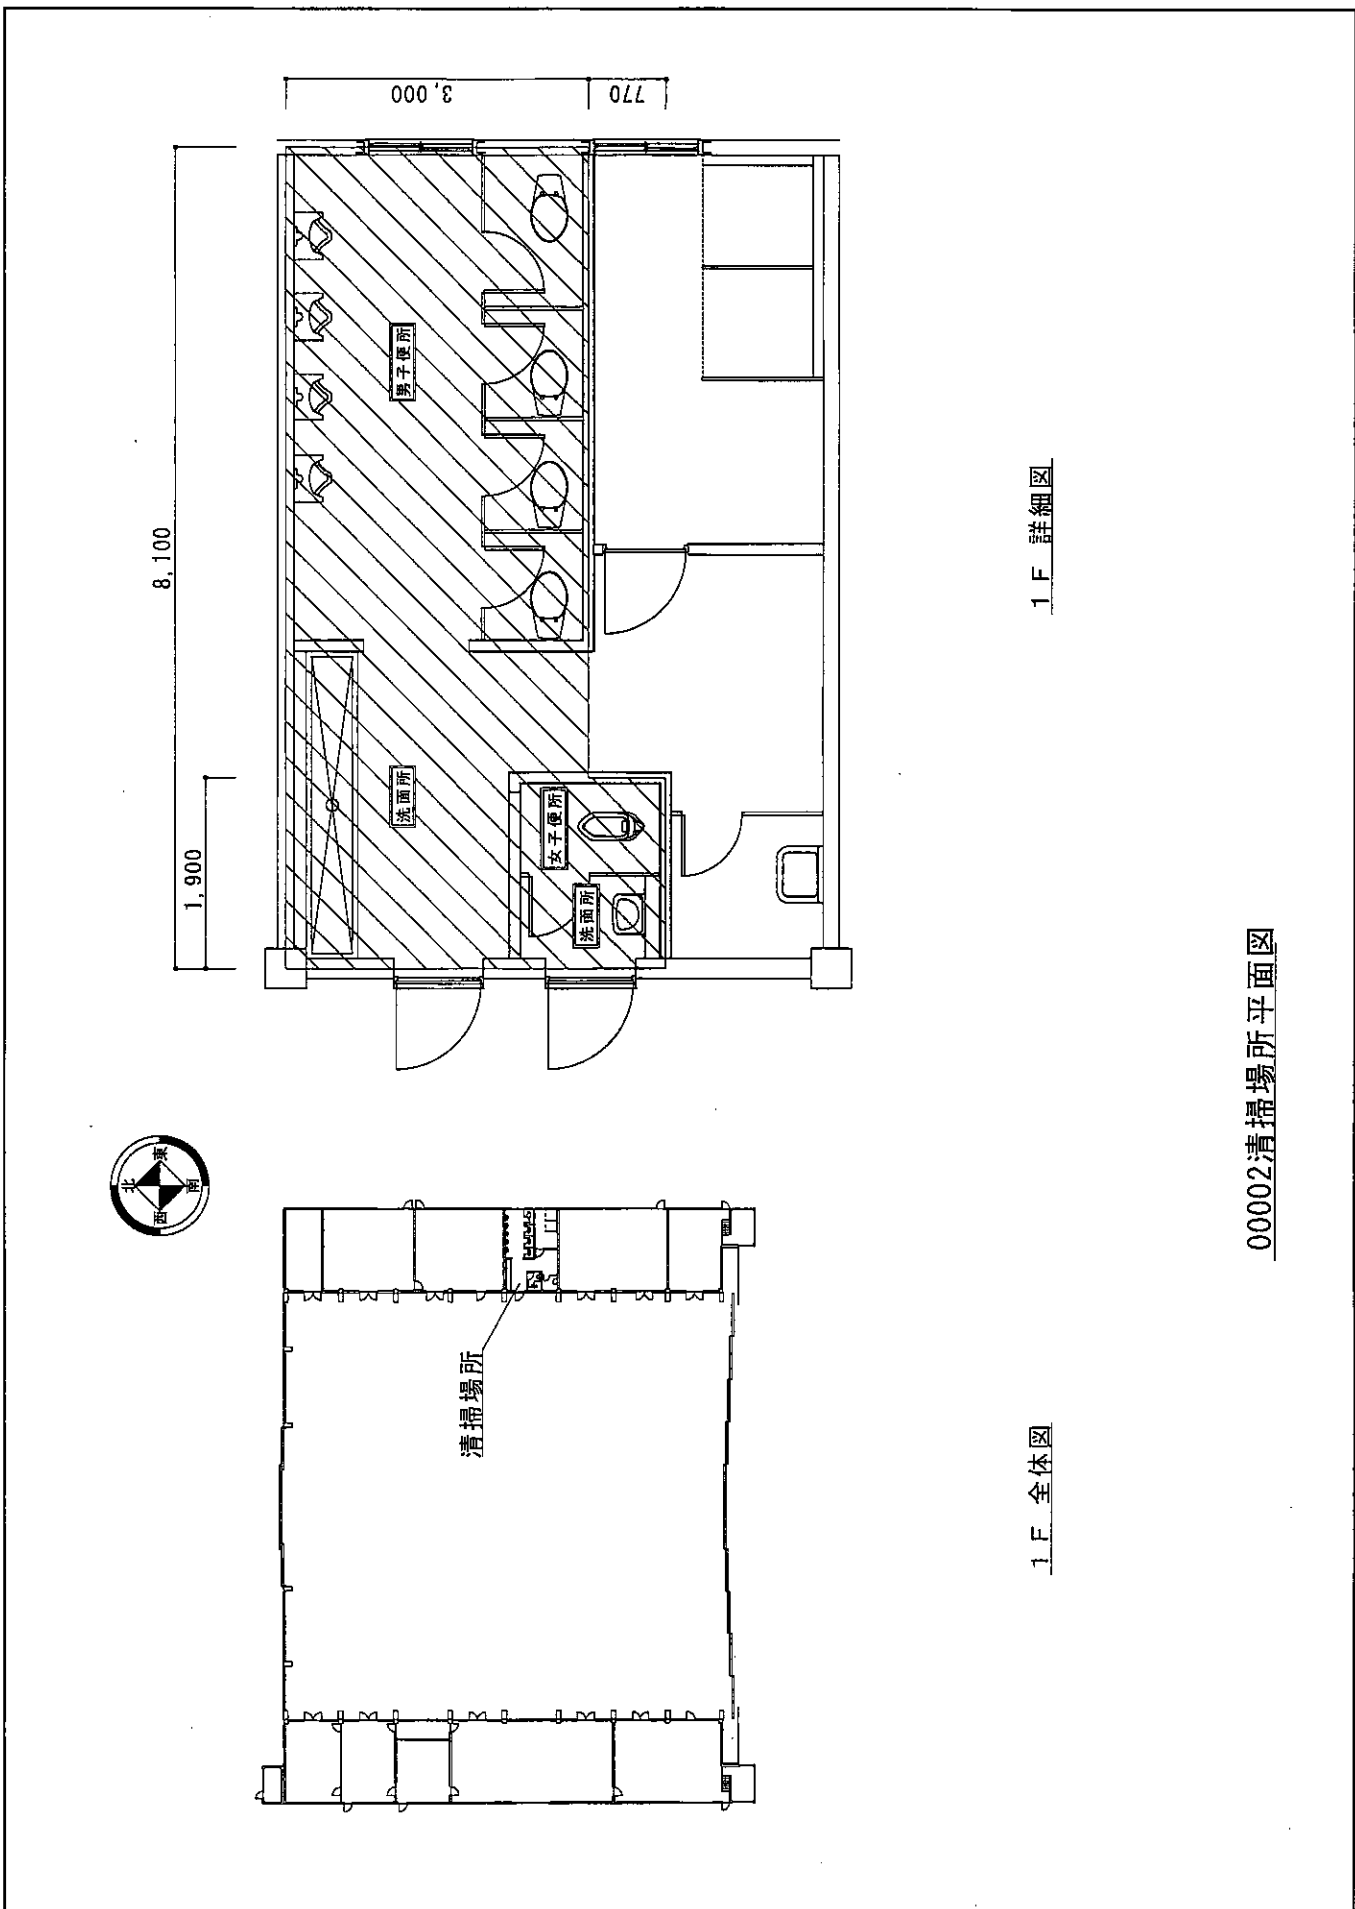 北
東
西
南
8,100
1,900
3,000
770
男子便所
洗面所
女子便所
洗面所
清掃場所
1F 全体図
1F 詳細図
00002清掃場所平面図